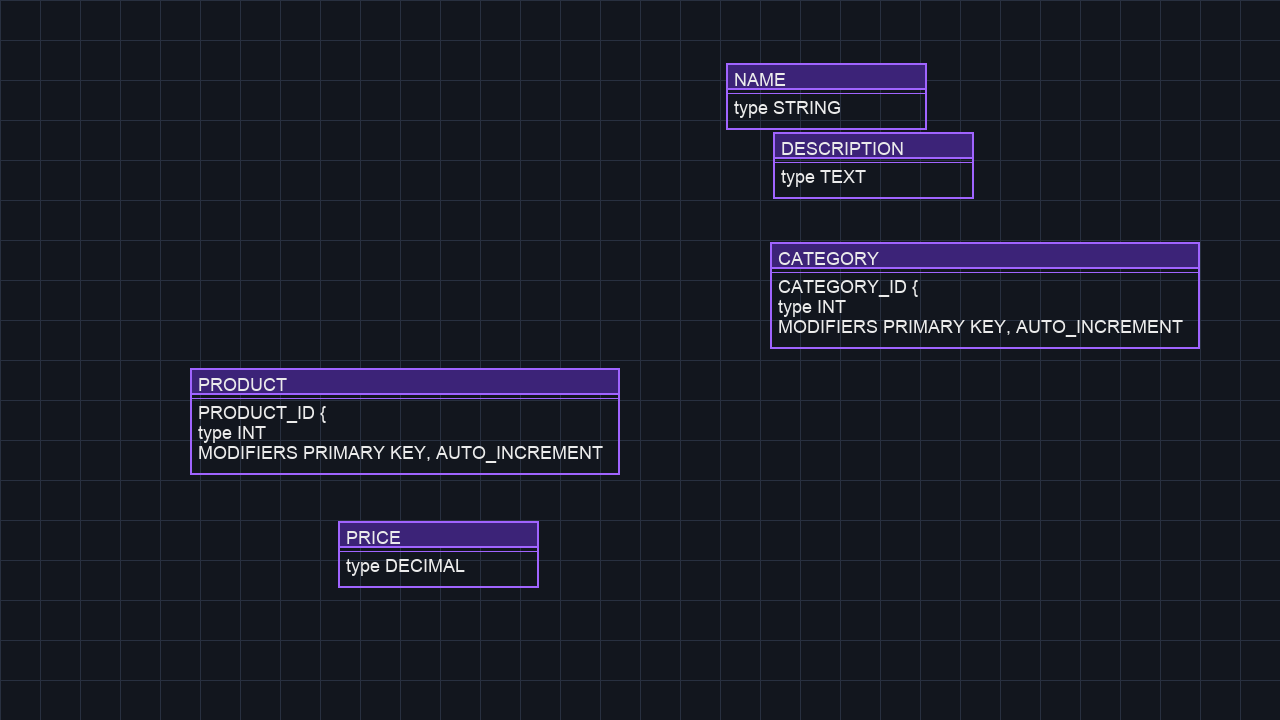 NAME
type STRING
DESCRIPTION
type TEXT
CATEGORY
CATEGORY_ID {
type INT
MODIFIERS PRIMARY KEY, AUTO_INCREMENT
PRODUCT
PRODUCT_ID {
type INT
MODIFIERS PRIMARY KEY, AUTO_INCREMENT
PRICE
type DECIMAL